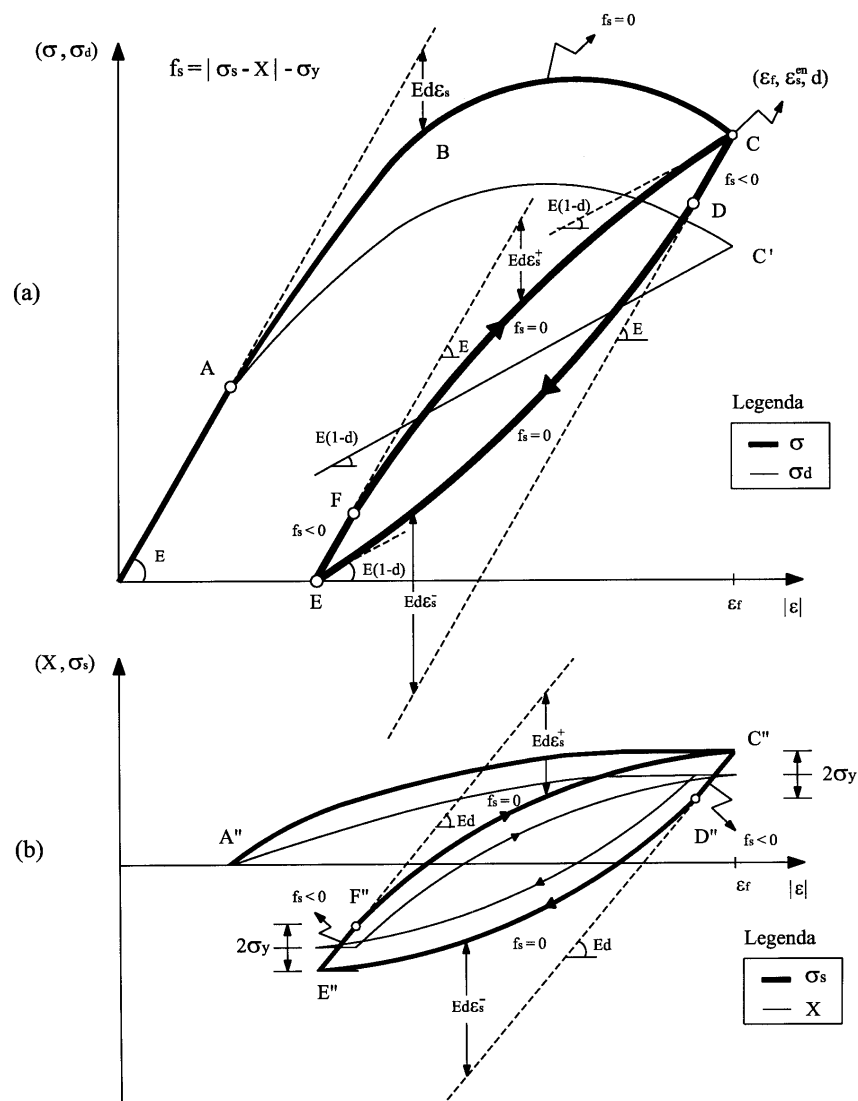 (σ, σd)
fs = | σs - X | - σy
fs = 0
(εf, εs^en, d)
Edεs
B
C
fs < 0
D
E(1-d)
C'
Edεs^+
(a)
fs = 0
E
E
A
fs = 0
Legenda
σ
σd
E(1-d)
F
fs < 0
E
E(1-d)
Edεs^-
E
εf
|ε|
(X, σs)
C"
Edεs^+
2σy
fs = 0
Ed
A"
D"
fs < 0
(b)
εf
|ε|
fs < 0
F"
2σy
fs = 0
Ed
Legenda
E"
σs
Edεs^-
X